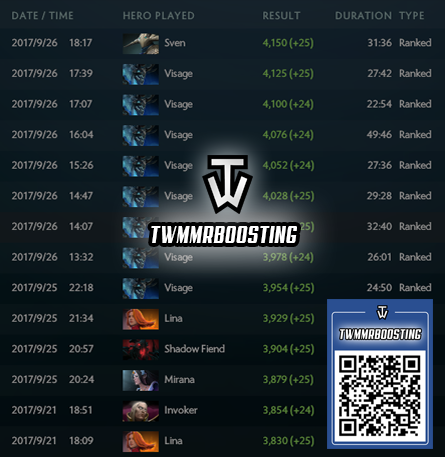 DATE / TIME HERO PLAYED RESULT DURATION TYPE
2017/9/26 18:17 Sven 4,150 (+25) 31:36 Ranked
2017/9/26 17:39 Visage 4,125 (+25) 27:42 Ranked
2017/9/26 17:07 Visage 4,100 (+24) 22:54 Ranked
2017/9/26 16:04 Visage 4,076 (+24) 49:46 Ranked
2017/9/26 15:26 Visage 4,052 (+24) 27:36 Ranked
2017/9/26 14:47 Visage 4,028 (+25) 29:28 Ranked
2017/9/26 14:07 32:40 Ranked
TWMMRBOOSTING
2017/9/26 13:32 Visage 3,978 (+24) 26:01 Ranked
2017/9/25 22:18 Visage 3,954 (+25) 24:50 Ranked
2017/9/25 21:34 Lina 3,929 (+25)
2017/9/25 20:57 Shadow Fiend 3,904 (+25)
2017/9/25 20:24 Mirana 3,879 (+25)
2017/9/21 18:51 Invoker 3,854 (+24)
2017/9/21 18:09 Lina 3,830 (+25)
TWMMRBOOSTING